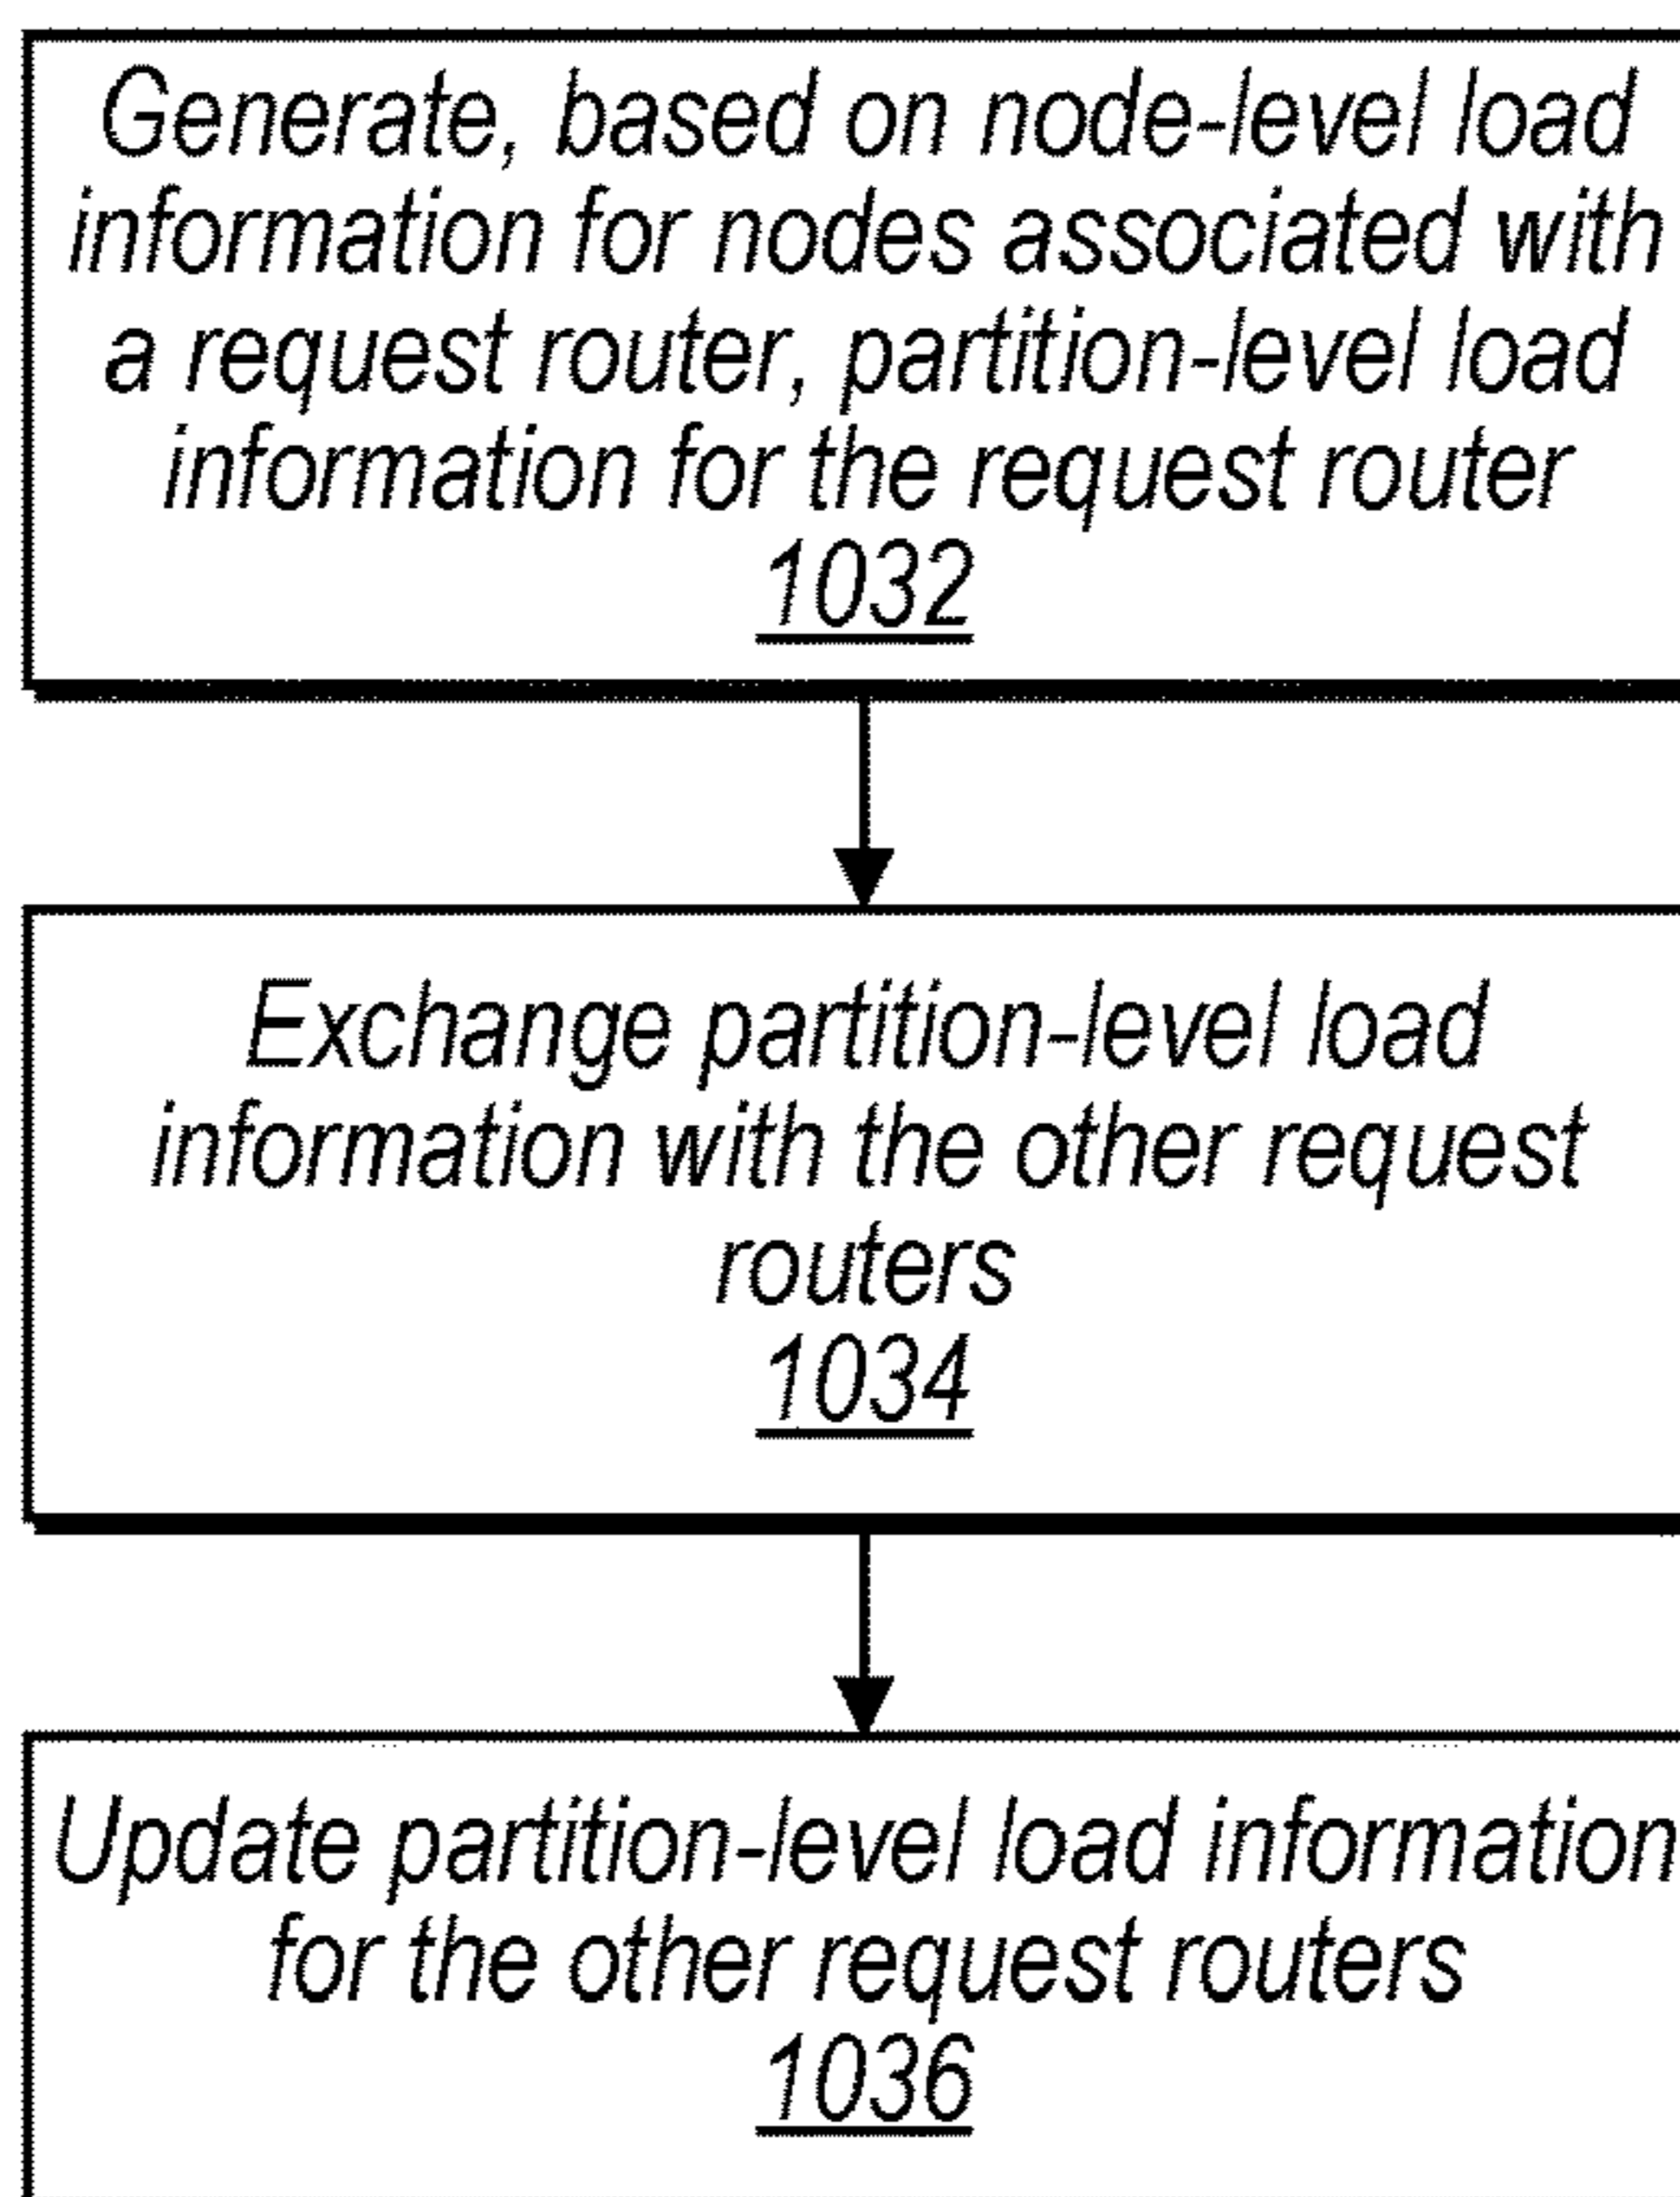 Generate, based on node-level load
information for nodes associated with
a request router, partition-level load
information for the request router
1032
Exchange partition-level load
information with the other request
routers
1034
Update partition-level load information
for the other request routers
1036